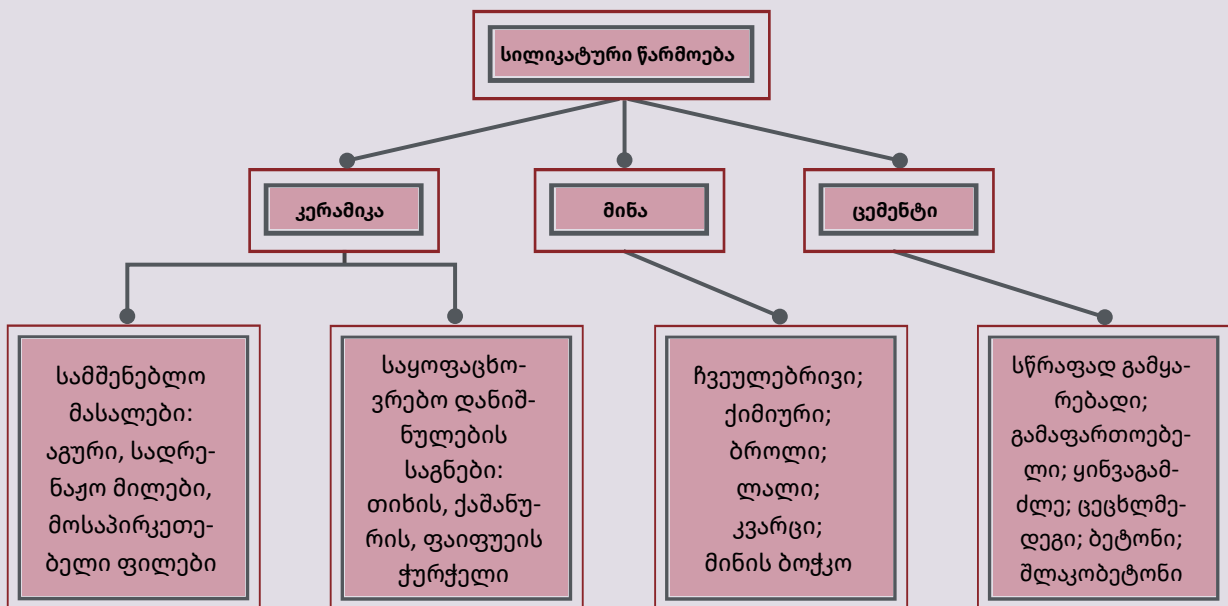 სილიკატური წარმოება
კერამიკა
მინა
ცემენტი
სამშენებლო
მასალები:
აგური, სადრე-
ნაჟო მილები,
მოსაპირკეთე-
ბელი ფილები
საყოფაცხო-
ვრებო დანიშ-
ნულების
საგნები:
თიხის, ქაშანუ-
რის, ფაიფუეის
ჭურჭელი
ჩვეულებრივი;
ქიმიური;
ბროლი;
ლალი;
კვარცი;
მინის ბოჭკო
სწრაფად გამყა-
რებადი;
გამაფართოებე-
ლი; ყინვაგამ-
ძლე; ცეცხლმე-
დეგი; ბეტონი;
შლაკობეტონი